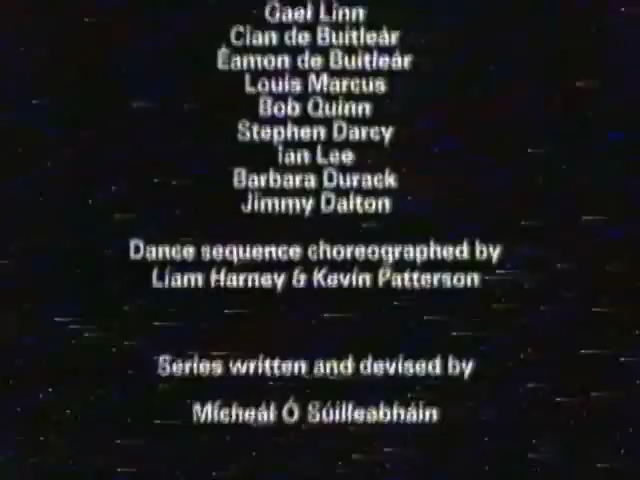 Gael Linn
Cian de Buitleár
Éamon de Buitleár
Louis Marcus
Bob Quinn
Stephen Darcy
Ian Lee
Barbara Durack
Jimmy Dalton
Dance sequence choreographed by
Liam Harney & Kevin Patterson
Series written and devised by
Mícheál Ó Súilleabháin